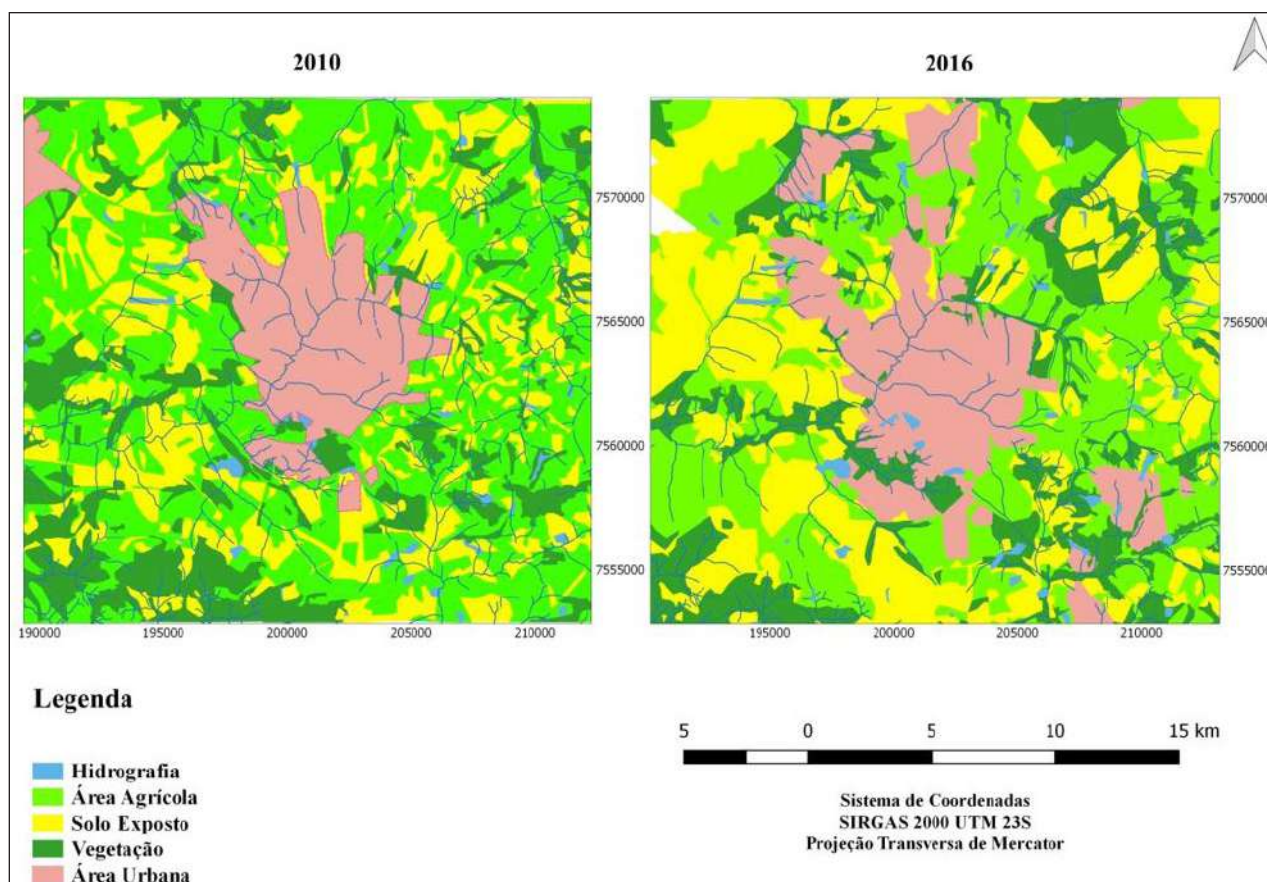 2010
2016
7570000
7565000
7560000
7555000
190000 195000 200000 205000 210000
7570000
7565000
7560000
7555000
195000 200000 205000 210000
Legenda
Hidrografia
Área Agrícola
Solo Exposto
Vegetação
Área Urbana
5 0 5 10 15 km
Sistema de Coordenadas
SIRGAS 2000 UTM 23S
Projeção Transversa de Mercator